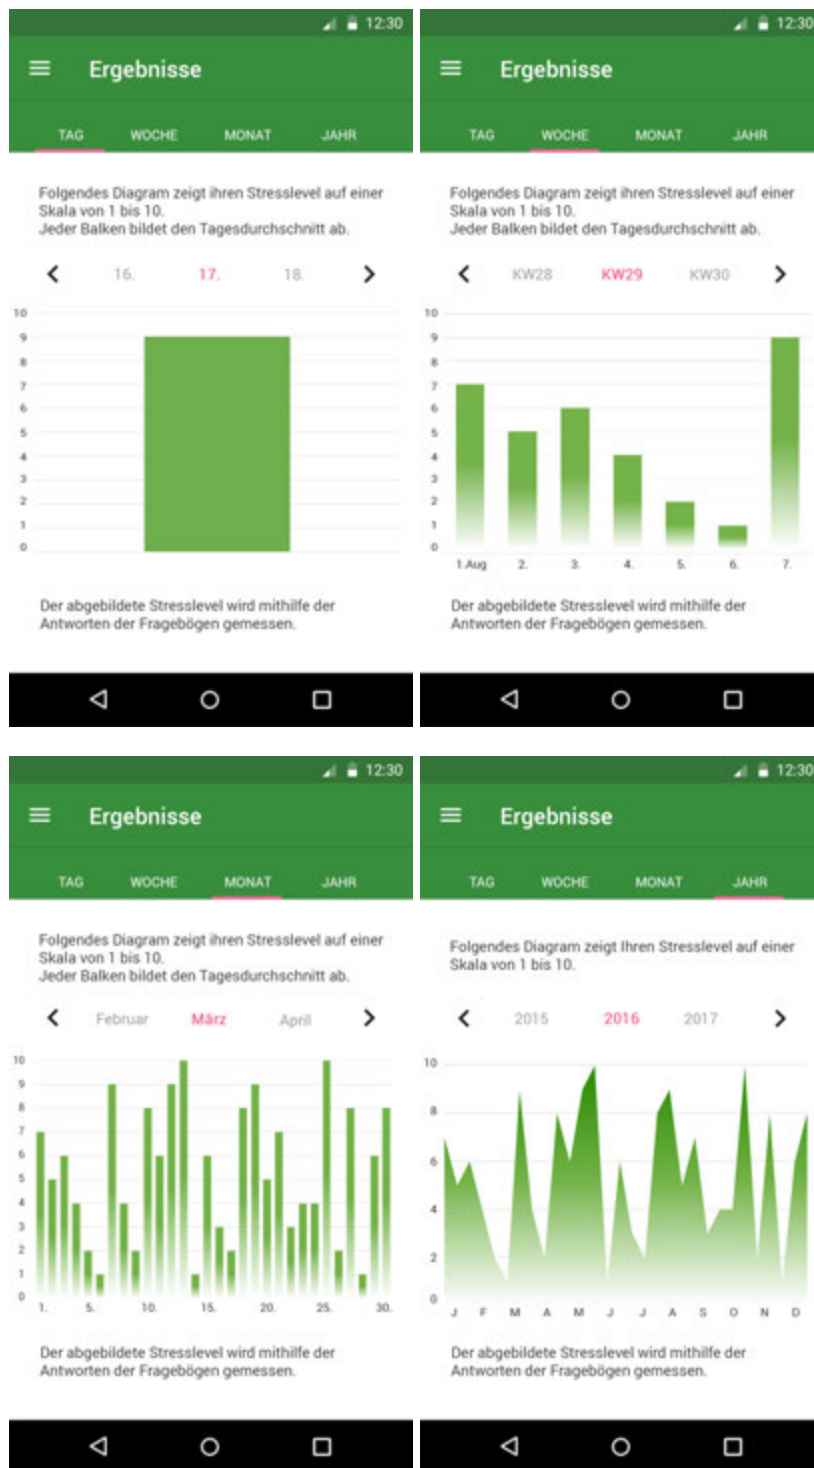 12:30
Ergebnisse
TAG WOCHE MONAT JAHR
Folgendes Diagram zeigt ihren Stresslevel auf einer
Skala von 1 bis 10.
Jeder Balken bildet den Tagesdurchschnitt ab.
16. 17. 18.
10
9
8
7
6
5
4
3
2
1
0
Der abgebildete Stresslevel wird mithilfe der
Antworten der Fragebögen gemessen.
12:30
Ergebnisse
TAG WOCHE MONAT JAHR
Folgendes Diagram zeigt ihren Stresslevel auf einer
Skala von 1 bis 10.
Jeder Balken bildet den Tagesdurchschnitt ab.
KW28 KW29 KW30
10
9
8
7
6
5
4
3
2
1
0
1.Aug 2. 3. 4. 5. 6. 7.
Der abgebildete Stresslevel wird mithilfe der
Antworten der Fragebögen gemessen.
12:30
Ergebnisse
TAG WOCHE MONAT JAHR
Folgendes Diagram zeigt ihren Stresslevel auf einer
Skala von 1 bis 10.
Jeder Balken bildet den Tagesdurchschnitt ab.
Februar März April
10
9
8
7
6
5
4
3
2
1
0
1. 5. 10. 15. 20. 25. 30.
Der abgebildete Stresslevel wird mithilfe der
Antworten der Fragebögen gemessen.
12:30
Ergebnisse
TAG WOCHE MONAT JAHR
Folgendes Diagram zeigt Ihren Stresslevel auf einer
Skala von 1 bis 10.
2015 2016 2017
10
8
6
4
2
0
J F M A M J J A S O N D
Der abgebildete Stresslevel wird mithilfe der
Antworten der Fragebögen gemessen.